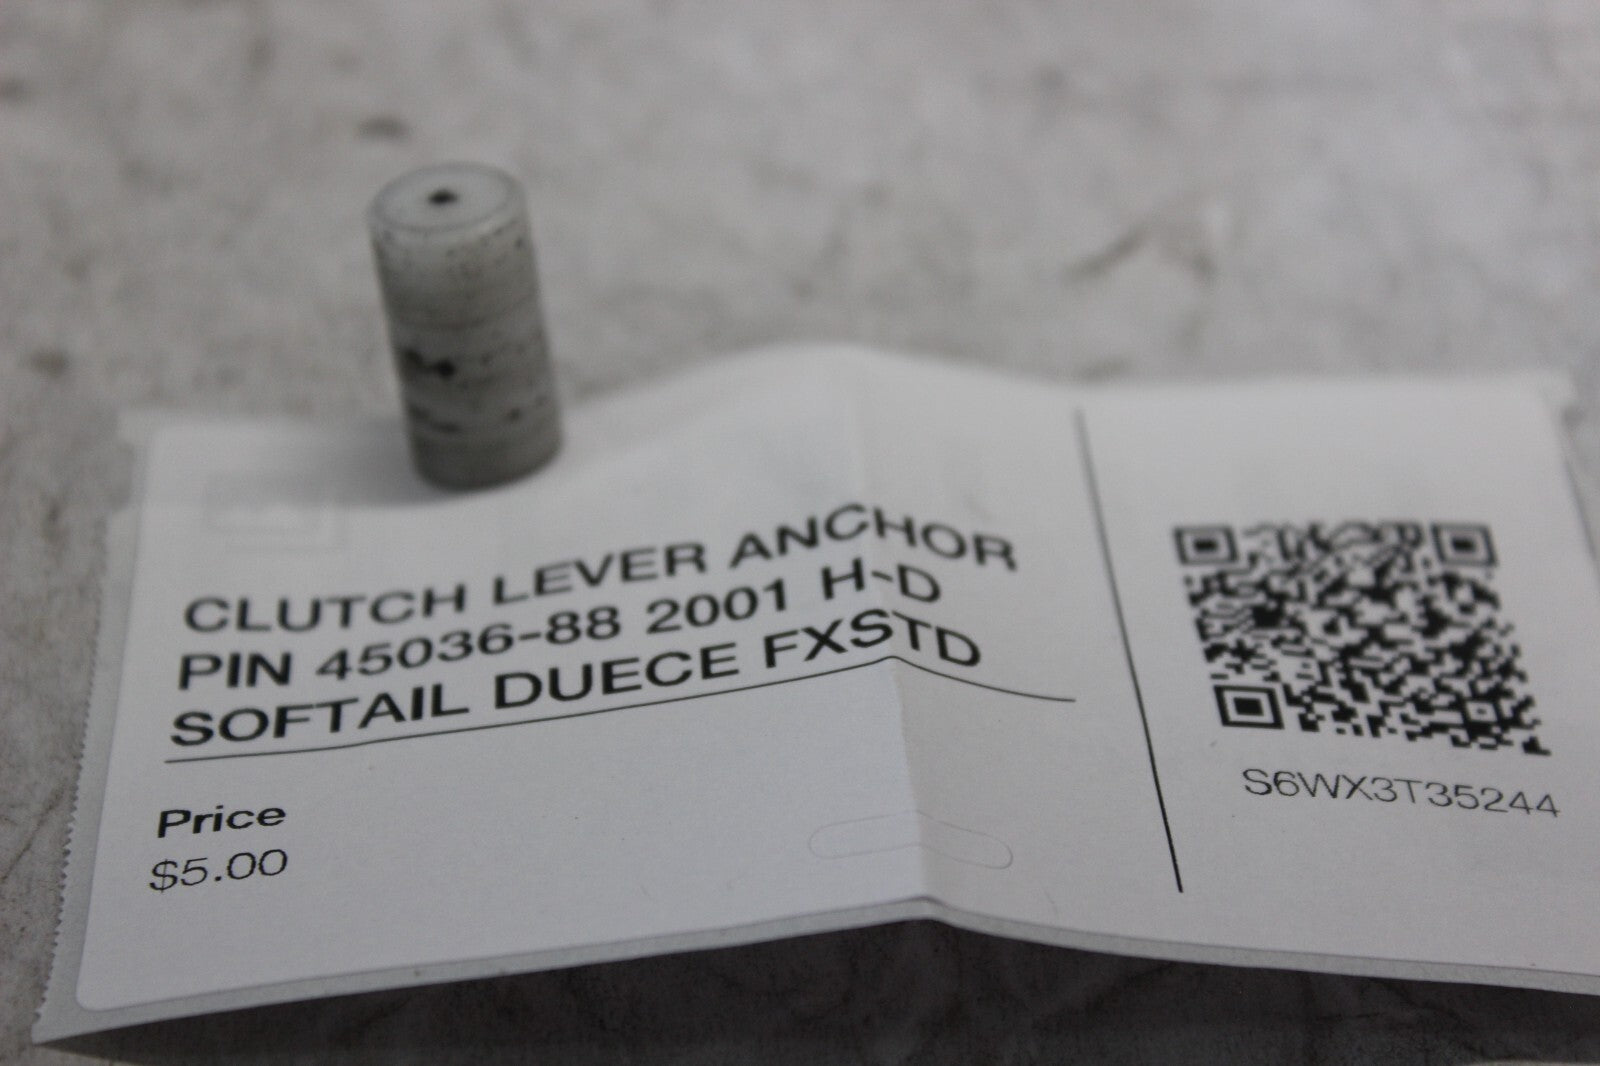 CLUTCH LEVER ANCHOR
PIN 45036-88 2001 H-D
SOFTAIL DUECE FXSTD
Price
$5.00
S6WX3T35244